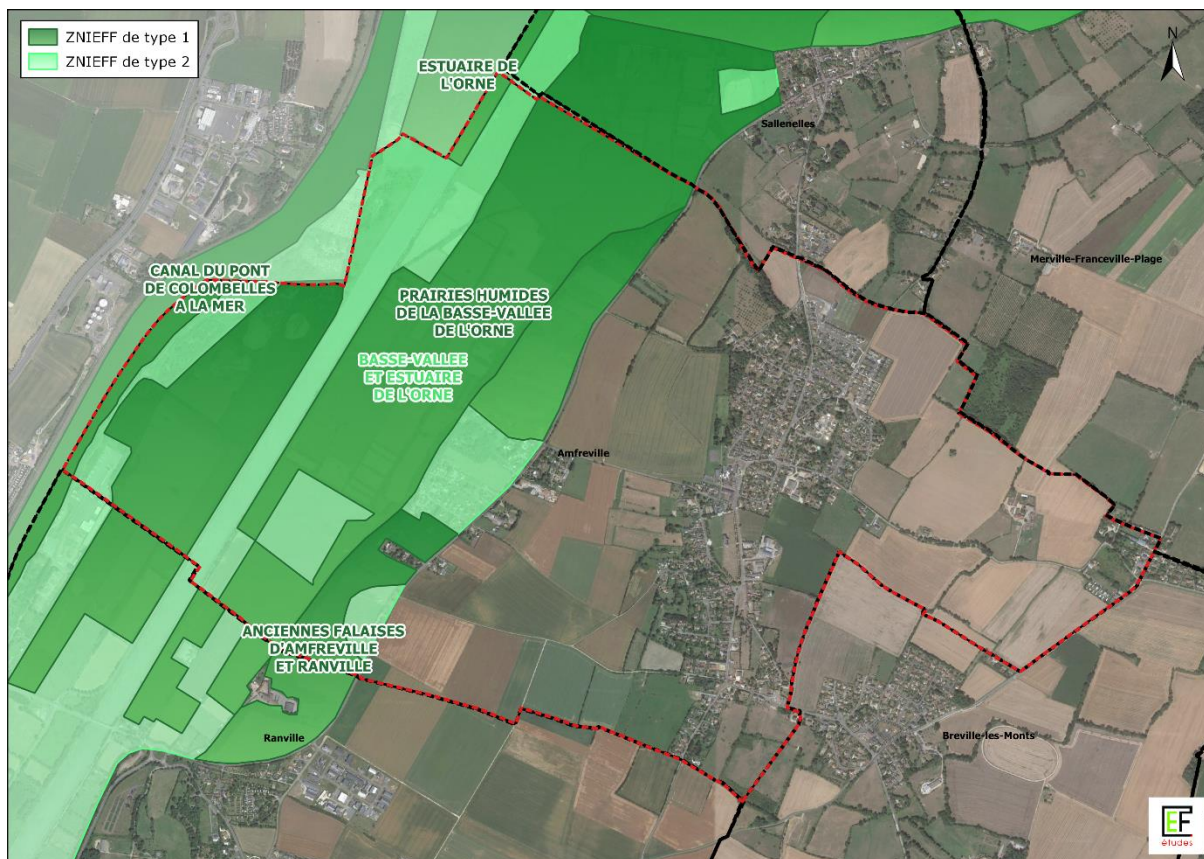 ZNIEFF de type 1
ZNIEFF de type 2
N
ESTUAIRE DE
L'ORNE
Sallenelles
Merville-Franceville-Plage
CANAL DU PONT
DE COLOMBELLES
A LA MER
PRAIRIES HUMIDES
DE LA BASSE-VALLEE
DE L'ORNE
BASSE-VALLEE
ET ESTUAIRE
DE L'ORNE
Amfreville
ANCIENNES FALAISES
D'AMFREVILLE
ET RANVILLE
Ranville
Breville-les-Monts
EF
études